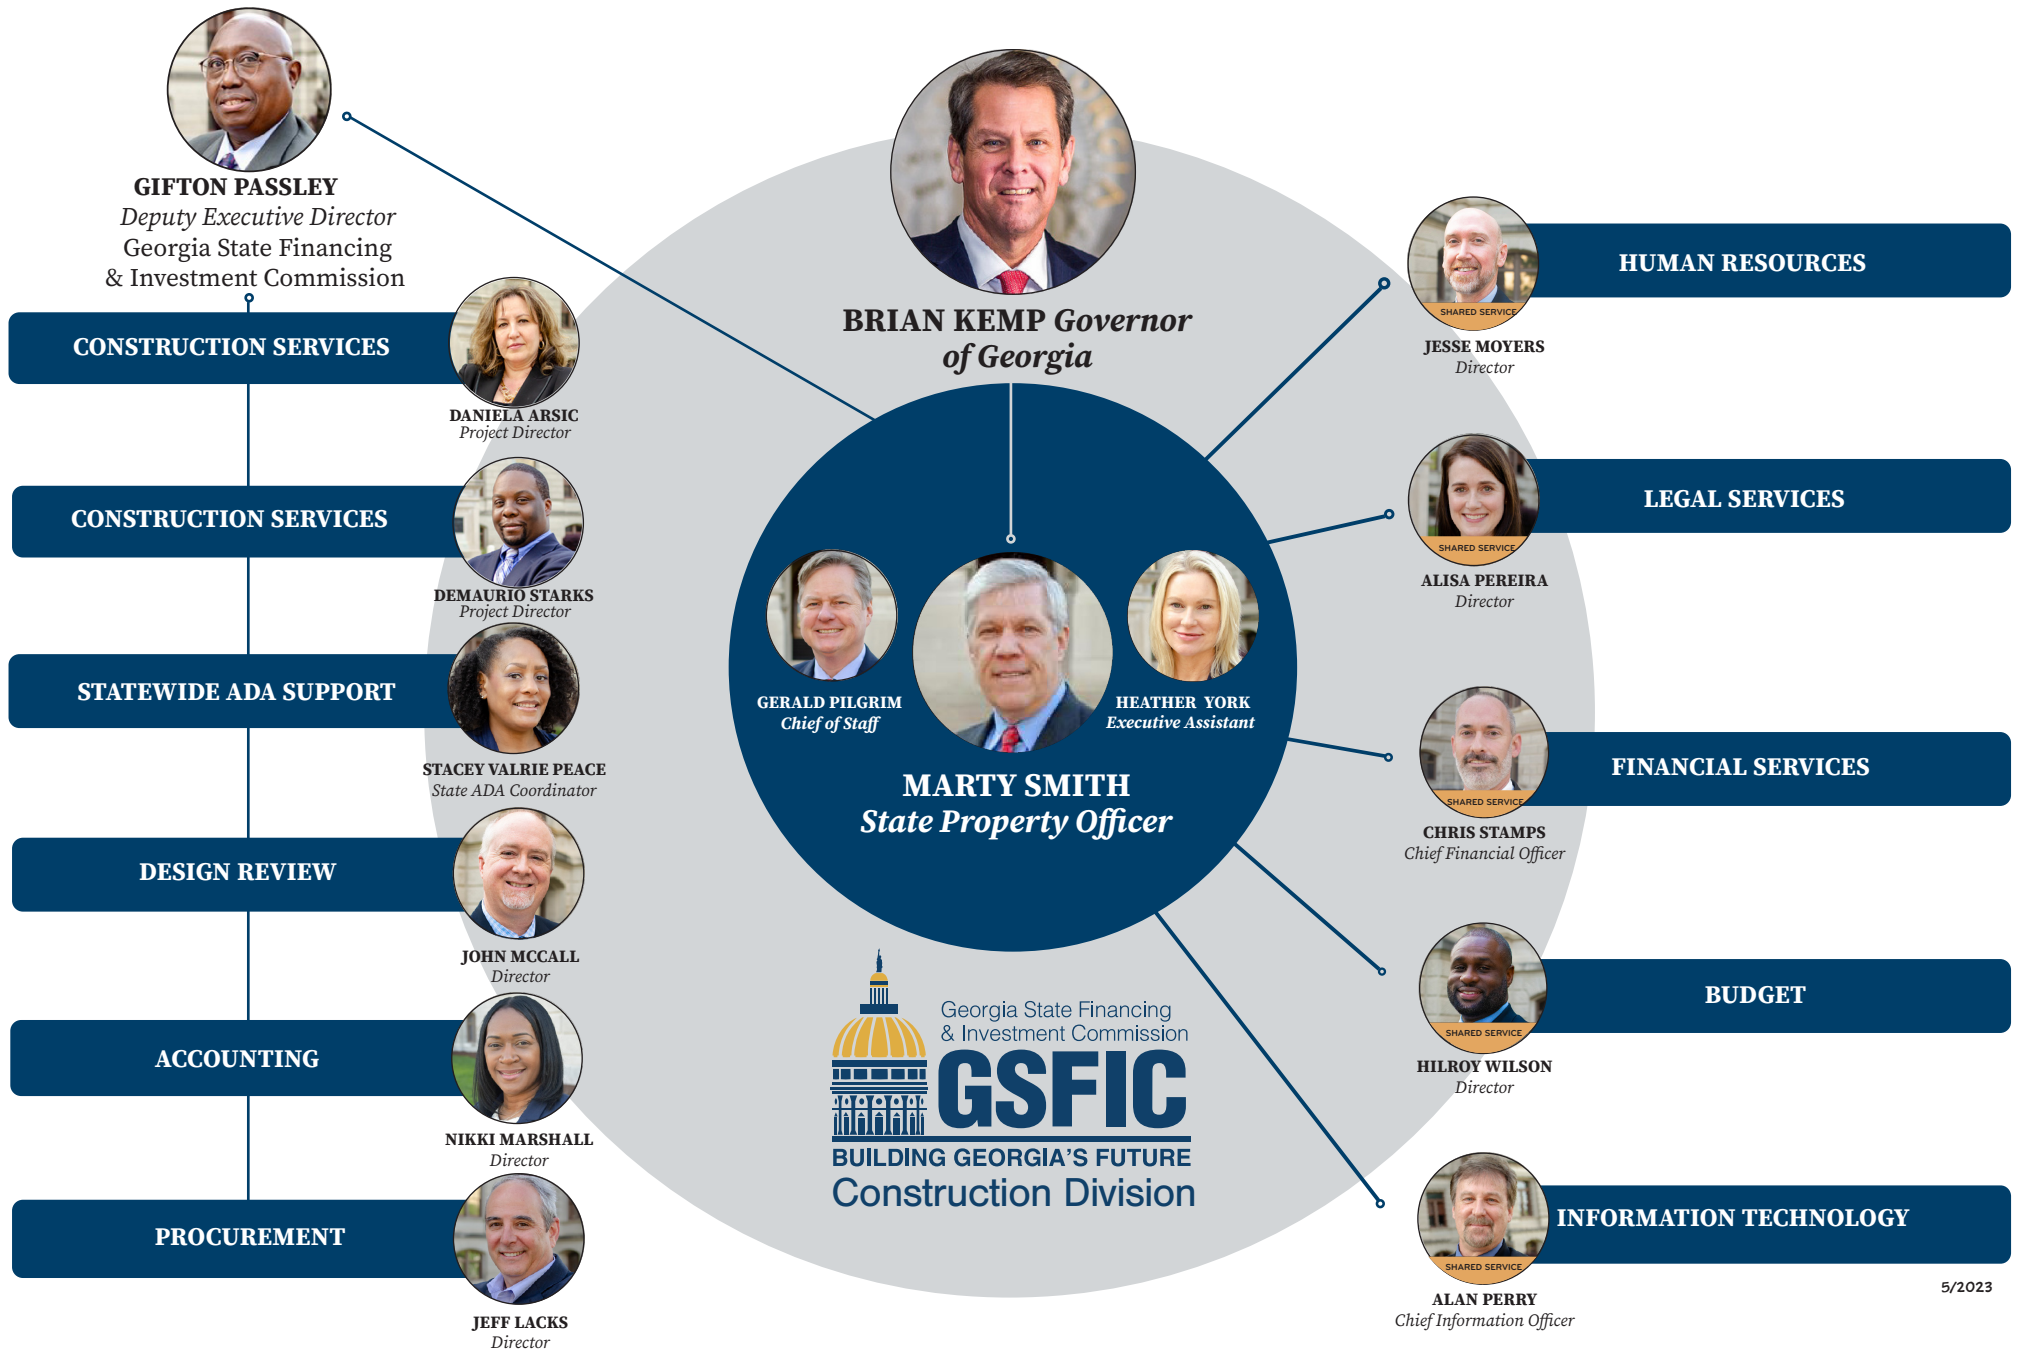 GIFTON PASSLEY
Deputy Executive Director
Georgia State Financing
& Investment Commission
CONSTRUCTION SERVICES
DANIELA ARSIC
Project Director
CONSTRUCTION SERVICES
DEMAURIO STARKS
Project Director
STATEWIDE ADA SUPPORT
STACEY VALRIE PEACE
State ADA Coordinator
DESIGN REVIEW
JOHN MCCALL
Director
ACCOUNTING
NIKKI MARSHALL
Director
PROCUREMENT
JEFF LACKS
Director
BRIAN KEMP Governor
of Georgia
GERALD PILGRIM
Chief of Staff
HEATHER YORK
Executive Assistant
MARTY SMITH
State Property Officer
Georgia State Financing
& Investment Commission
GSFIC
BUILDING GEORGIA'S FUTURE
Construction Division
HUMAN RESOURCES
SHARED SERVICE
JESSE MOYERS
Director
LEGAL SERVICES
SHARED SERVICE
ALISA PEREIRA
Director
FINANCIAL SERVICES
SHARED SERVICE
CHRIS STAMPS
Chief Financial Officer
BUDGET
SHARED SERVICE
HILROY WILSON
Director
INFORMATION TECHNOLOGY
SHARED SERVICE
ALAN PERRY
Chief Information Officer
5/2023